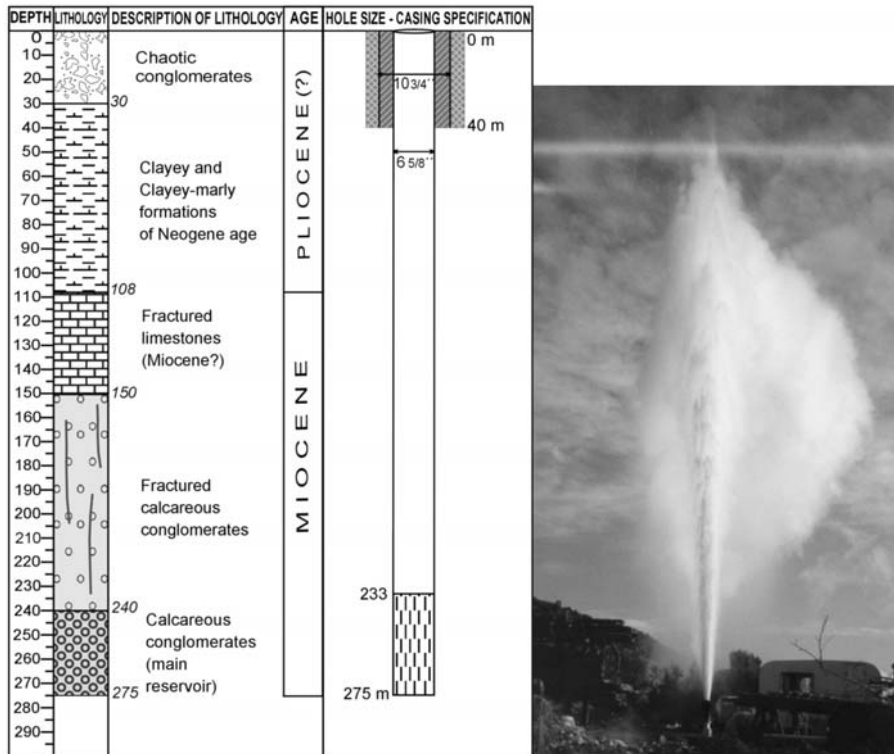 DEPTH LITHOLOGY DESCRIPTION OF LITHOLOGY AGE HOLE SIZE - CASING SPECIFICATION
0
10
20
30
40
50
60
70
80
90
100
110
120
130
140
150
160
170
180
190
200
210
220
230
240
250
260
270
280
290
Chaotic
conglomerates
30
Clayey and
Clayey-marly
formations
of Neogene age
108
Fractured
limestones
(Miocene?)
150
Fractured
calcareous
conglomerates
240
Calcareous
conglomerates
(main
reservoir)
275
PLIOCENE (?)
MIOCENE
0 m
10 3/4´´
40 m
6 5/8´´
233
275 m